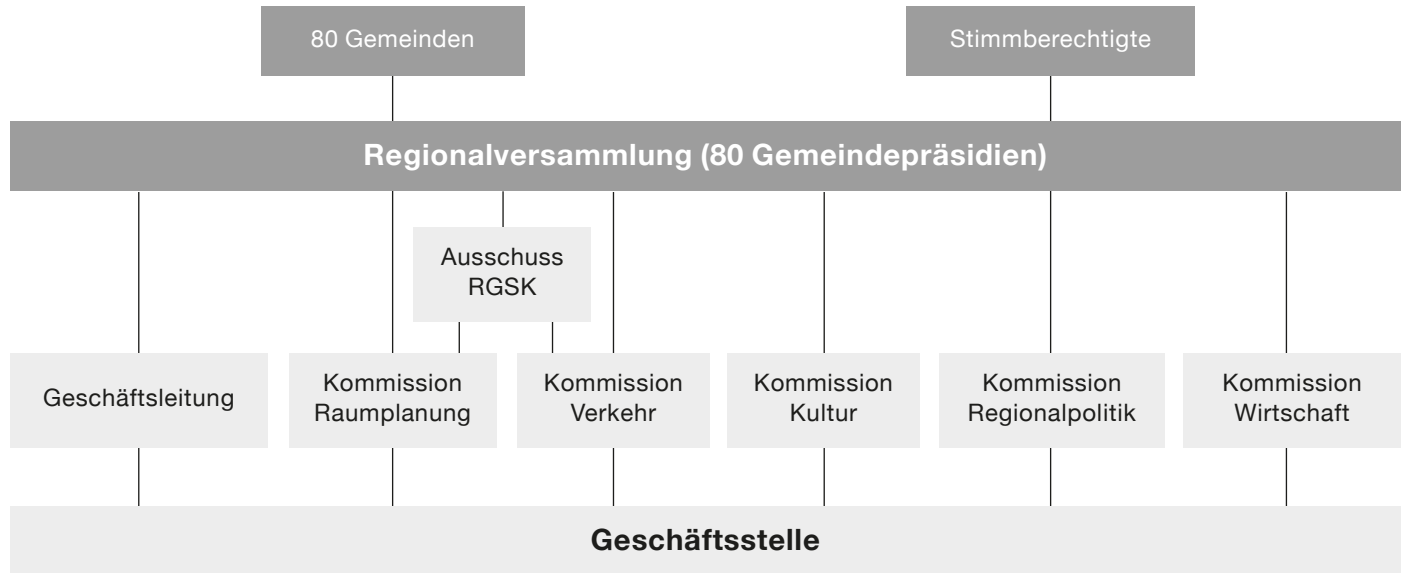 80 Gemeinden
Stimmberechtigte
Regionalversammlung (80 Gemeindepräsidien)
Ausschuss
RGSK
Geschäftsleitung
Kommission
Raumplanung
Kommission
Verkehr
Kommission
Kultur
Kommission
Regionalpolitik
Kommission
Wirtschaft
Geschäftsstelle